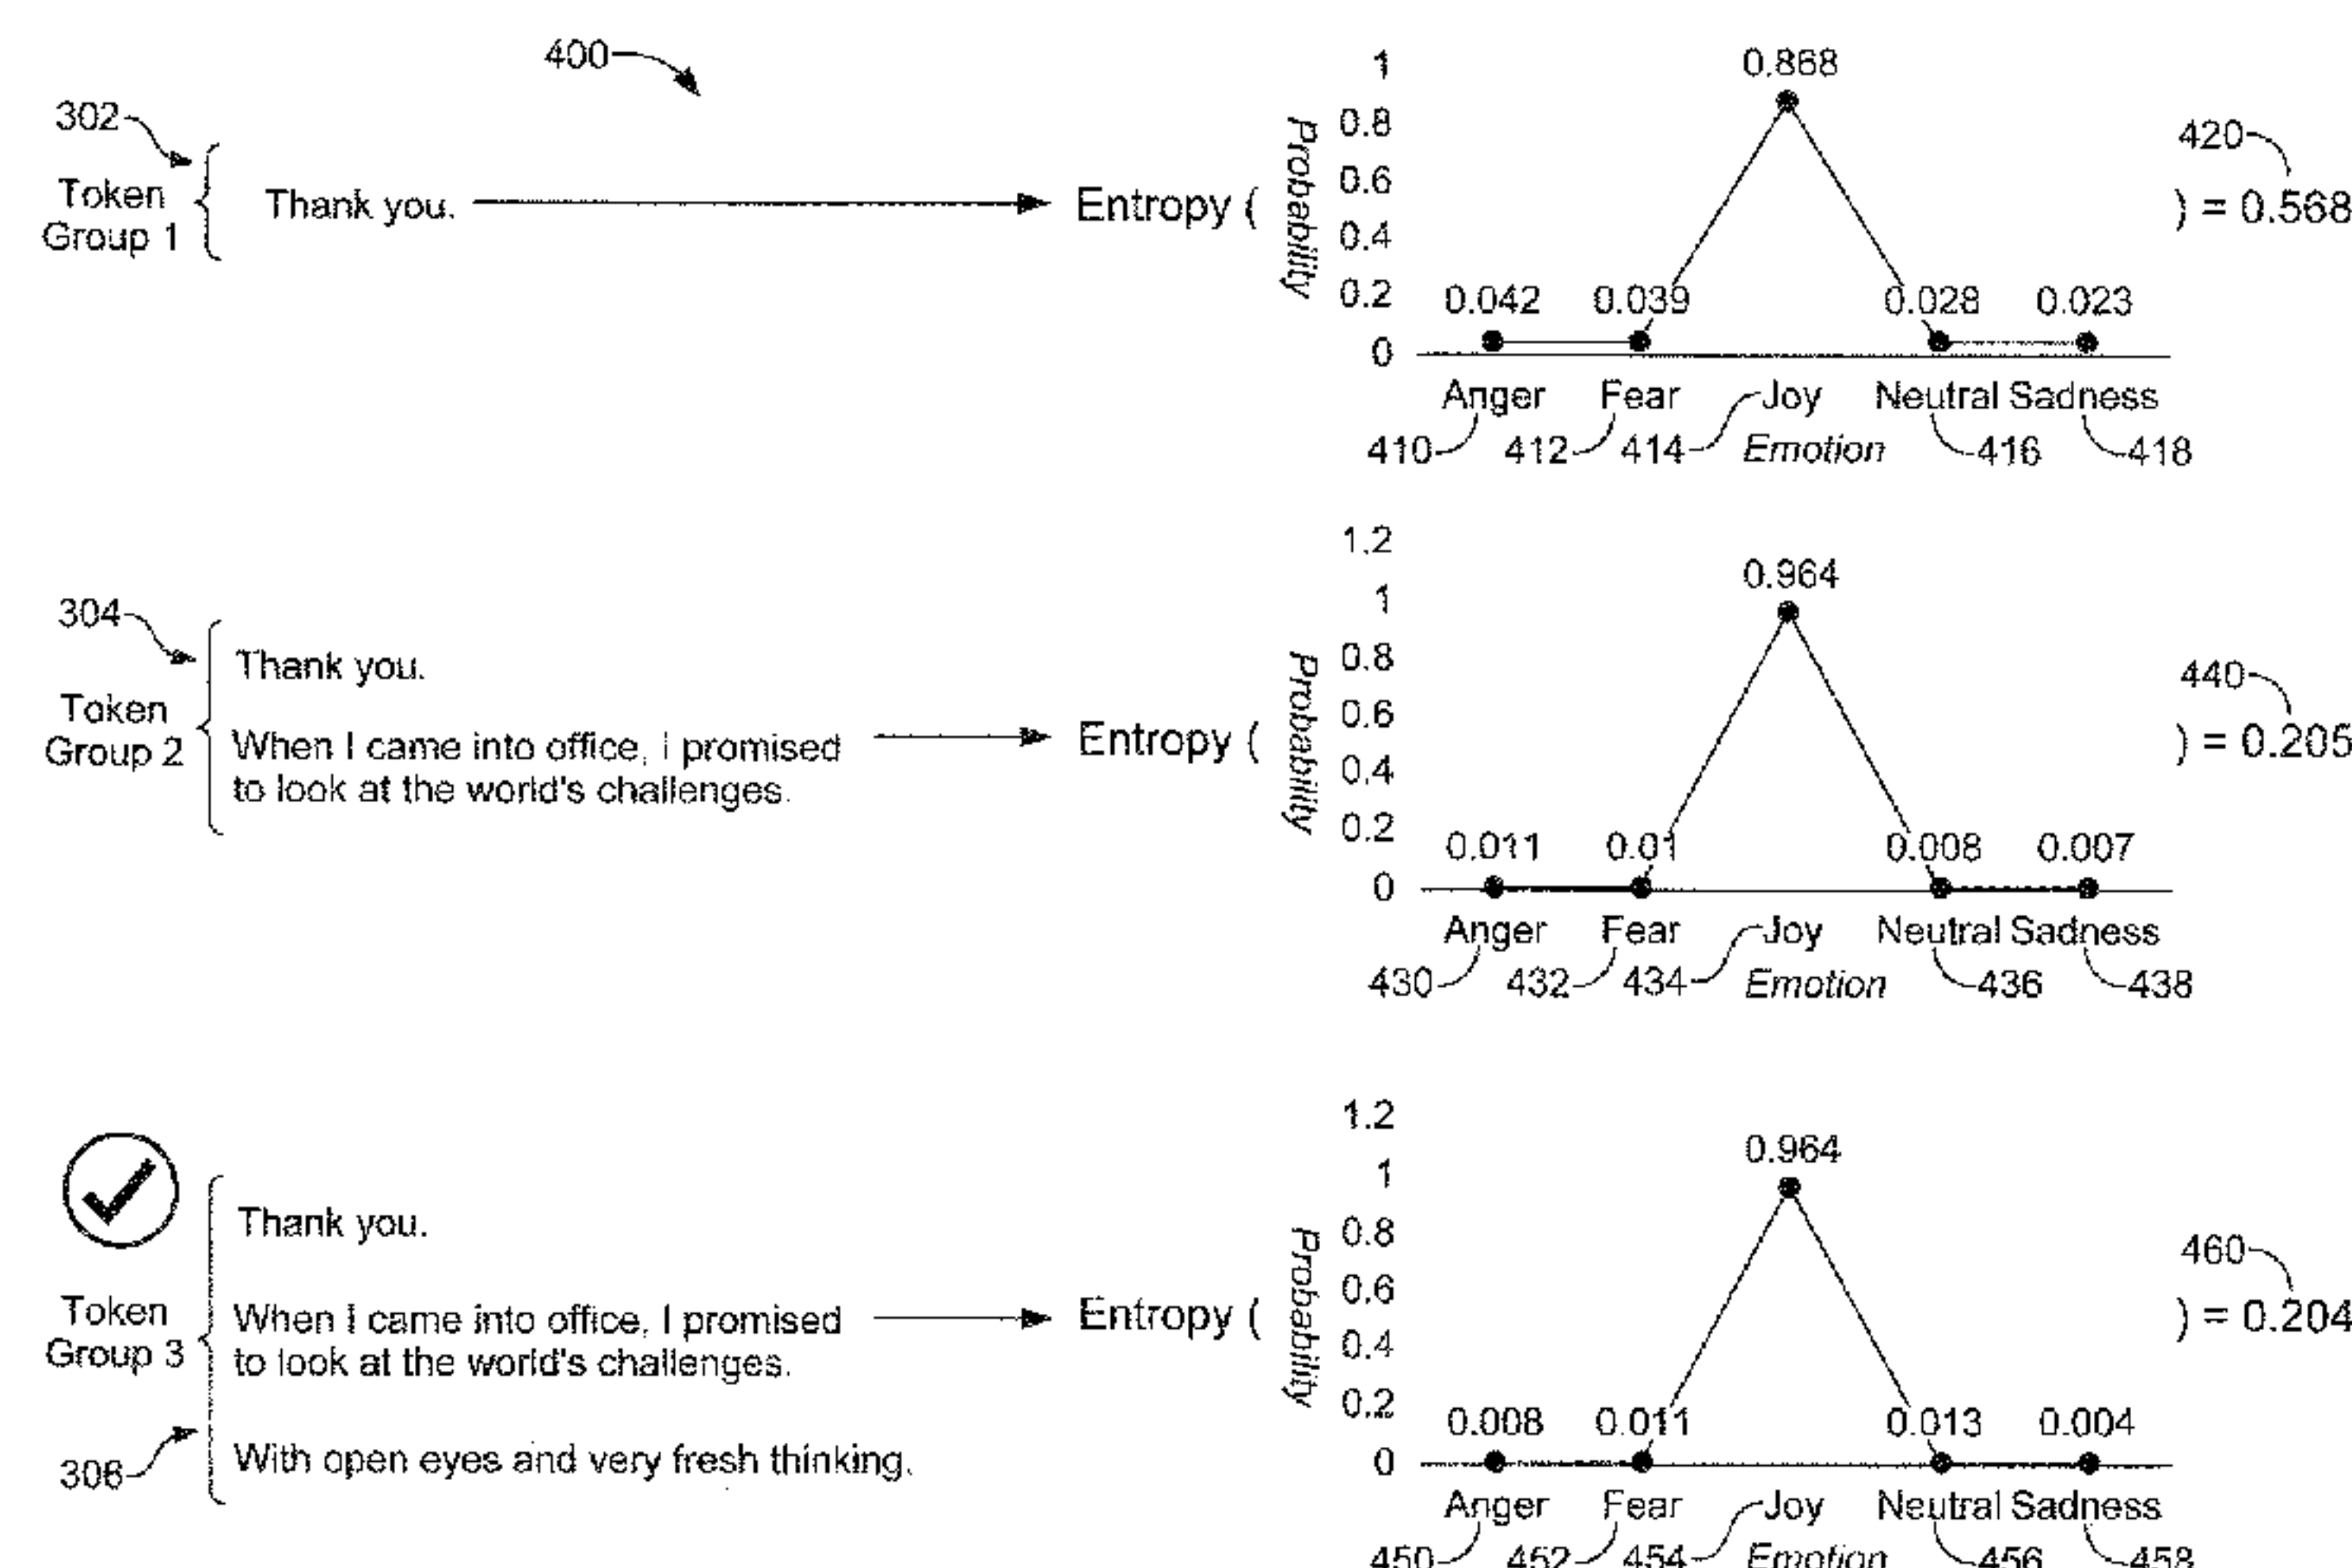 400
302
Token
Group 1
Thank you.
Entropy (
Probability
1
0.8
0.6
0.4
0.2
0
0.868
0.042 0.039 0.028 0.023
Anger Fear Joy Neutral Sadness
410 412 414 Emotion 416 418
420
) = 0.568
304
Token
Group 2
Thank you.
When I came into office, I promised
to look at the world's challenges.
Entropy (
Probability
1.2
1
0.8
0.6
0.4
0.2
0
0.964
0.011 0.01 0.008 0.007
Anger Fear Joy Neutral Sadness
430 432 434 Emotion 436 438
440
) = 0.205
Token
Group 3
306
Thank you.
When I came into office, I promised
to look at the world's challenges.
With open eyes and very fresh thinking.
Entropy (
Probability
1.2
1
0.8
0.6
0.4
0.2
0
0.964
0.008 0.011 0.013 0.004
Anger Fear Joy Neutral Sadness
450 452 454 Emotion 456 458
460
) = 0.204